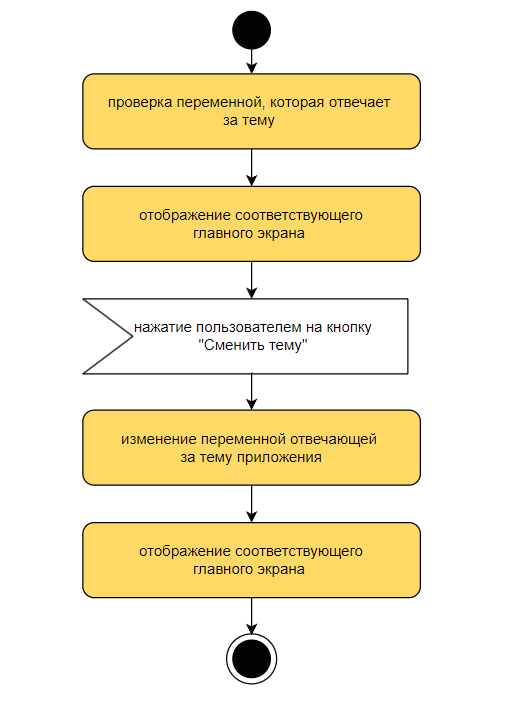 проверка переменной, которая отвечает
за тему
отображение соответствующего
главного экрана
нажатие пользователем на кнопку
"Сменить тему"
изменение переменной отвечающей
за тему приложения
отображение соответствующего
главного экрана